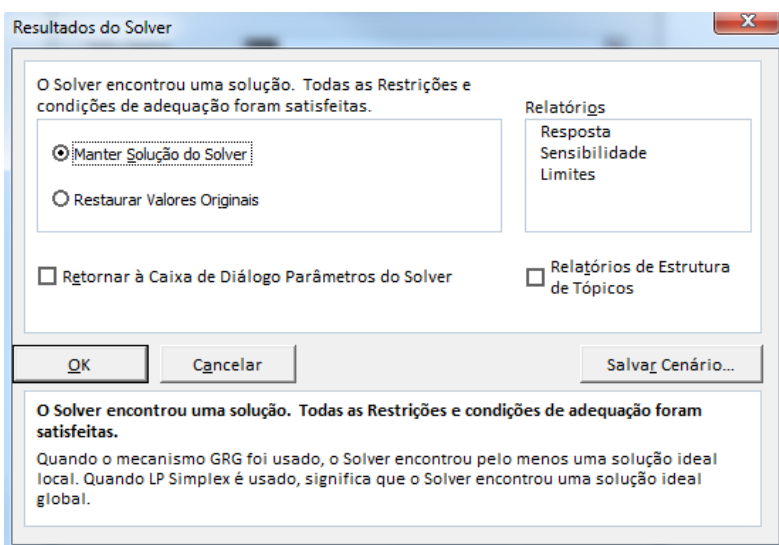 Resultados do Solver
O Solver encontrou uma solução. Todas as Restrições e
condições de adequação foram satisfeitas.
Manter Solução do Solver
Restaurar Valores Originais
Relatórios
Resposta
Sensibilidade
Limites
Retornar à Caixa de Diálogo Parâmetros do Solver
Relatórios de Estrutura
de Tópicos
OK
Cancelar
Salvar Cenário...
O Solver encontrou uma solução. Todas as Restrições e condições de adequação foram
satisfeitas.
Quando o mecanismo GRG foi usado, o Solver encontrou pelo menos uma solução ideal
local. Quando LP Simplex é usado, significa que o Solver encontrou uma solução ideal
global.